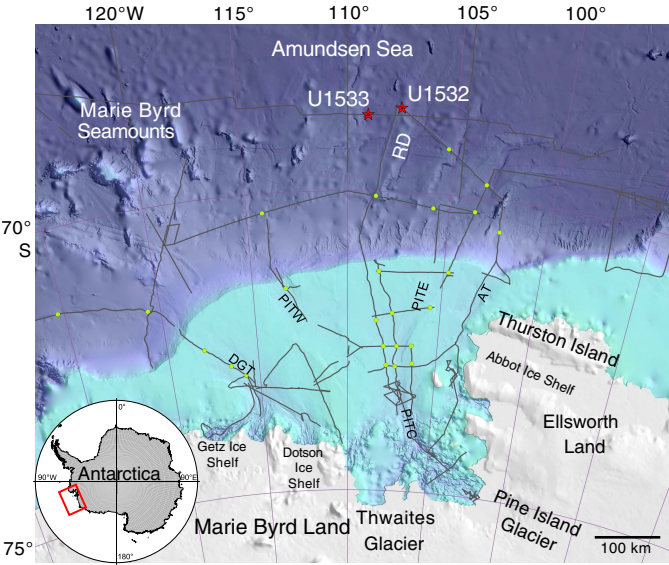 120°W 115° 110° 105° 100°
Amundsen Sea
U1533
U1532
Marie Byrd
Seamounts
RD
70°
S
PITW
PITE
AT
DGT
PITC
Thurston Island
Abbot Ice Shelf
Ellsworth
Land
Getz Ice
Shelf
Dotson
Ice
Shelf
Pine Island
Glacier
Marie Byrd Land
Thwaites
Glacier
0°
90°W
Antarctica
90°E
180°
75°
100 km